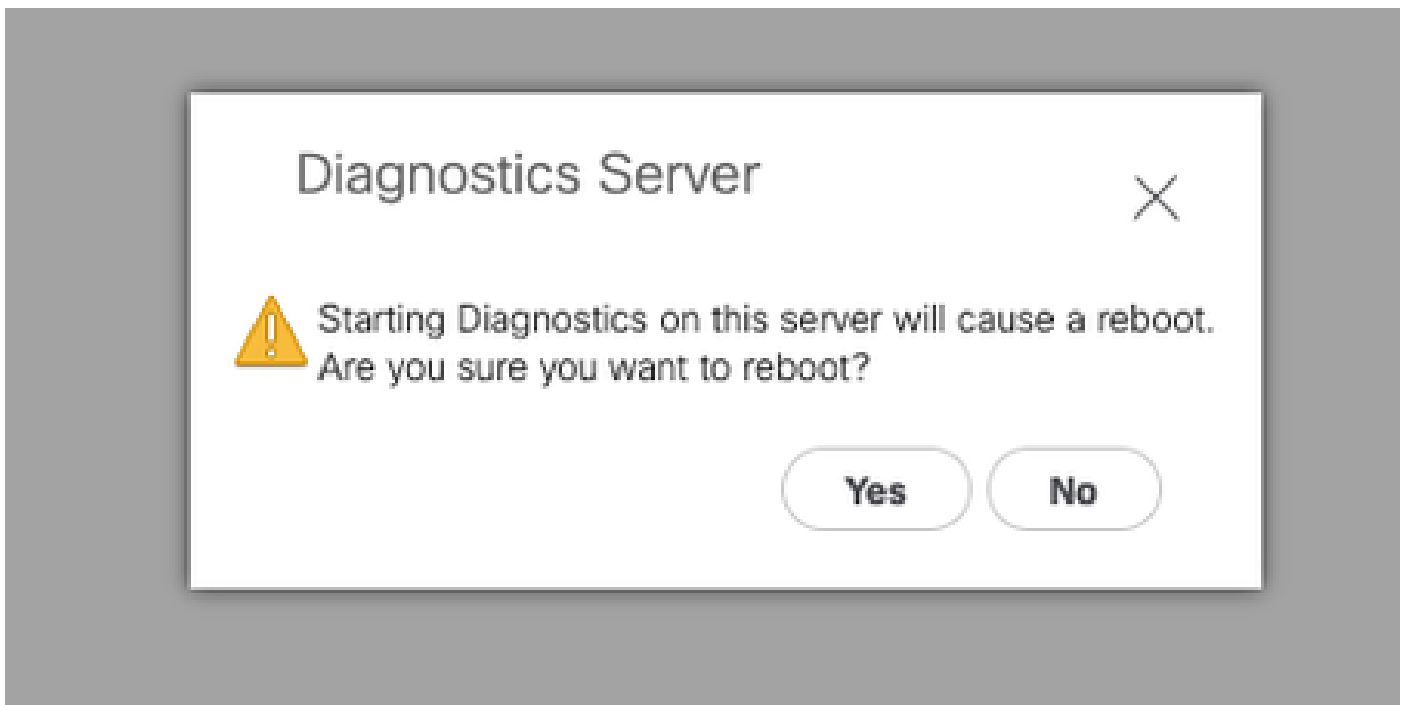 Diagnostics Server
Starting Diagnostics on this server will cause a reboot.
Are you sure you want to reboot?
Yes No